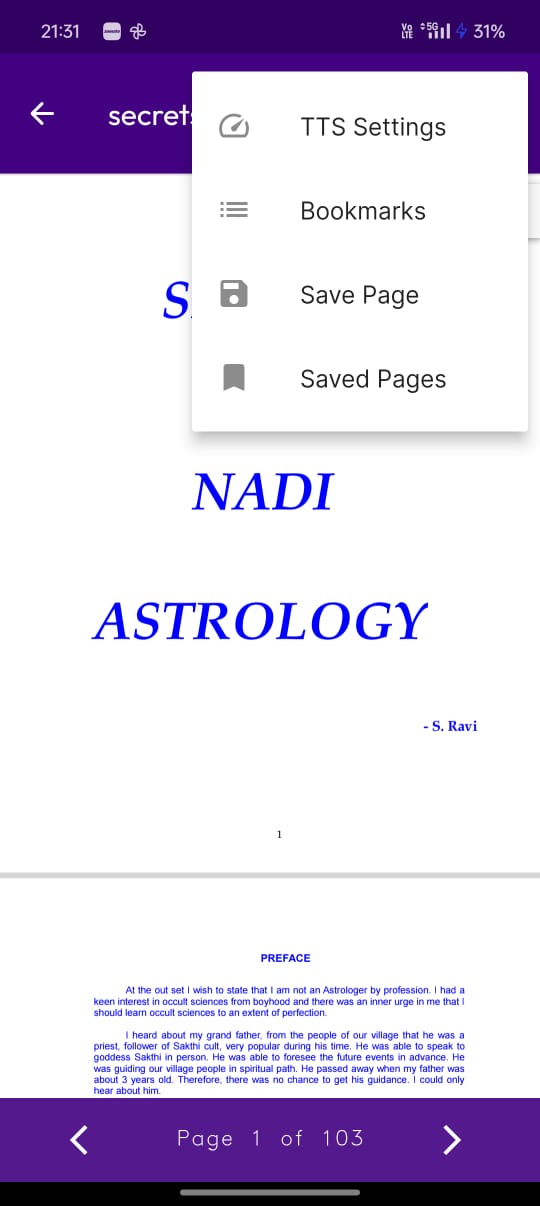 21:31
Vo LTE 5G 31%
secrets
TTS Settings
Bookmarks
Save Page
Saved Pages
S
NADI
ASTROLOGY
- S. Ravi
1
PREFACE
At the out set I wish to state that I am not an Astrologer by profession. I had a
keen interest in occult sciences from boyhood and there was an inner urge in me that I
should learn occult sciences to an extent of perfection.
I heard about my grand father, from the people of our village that he was a
priest, follower of Sakthi cult, very popular during his time. He was able to speak to
goddess Sakthi in person. He was able to foresee the future events in advance. He
was guiding our village people in spiritual path. He passed away when my father was
about 3 years old. Therefore, there was no chance to get his guidance. I could only
hear about him.
Page 1 of 103